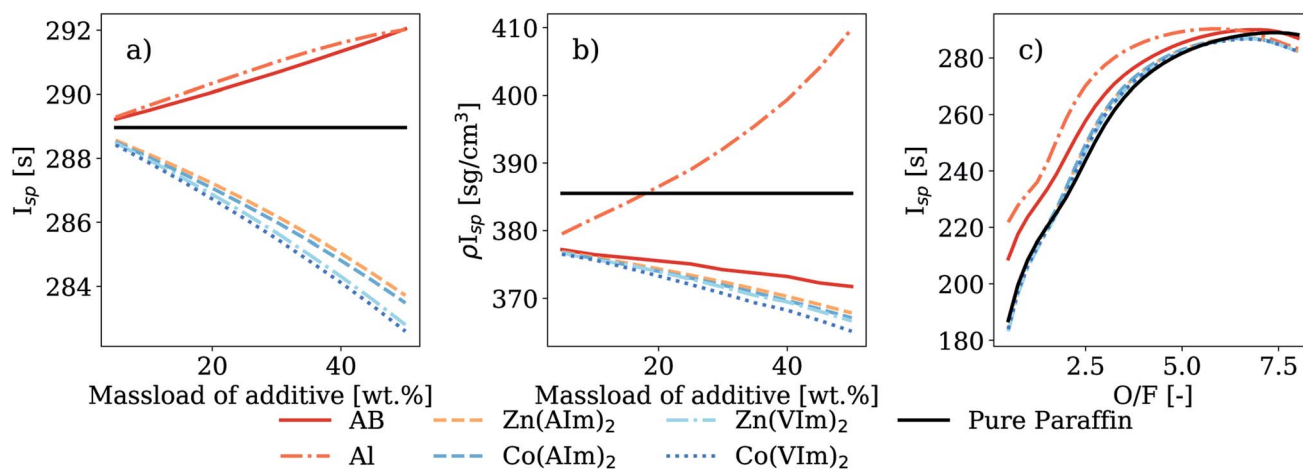 a)
292
290
288
286
284
I_sp [s]
20
40
Massload of additive [wt.%]
b)
410
400
390
380
370
ρI_sp [sg/cm³]
20
40
Massload of additive [wt.%]
c)
280
260
240
220
200
180
I_sp [s]
2.5
5.0
7.5
O/F [-]
AB
Zn(AIm)₂
Zn(VIm)₂
Pure Paraffin
Al
Co(AIm)₂
Co(VIm)₂